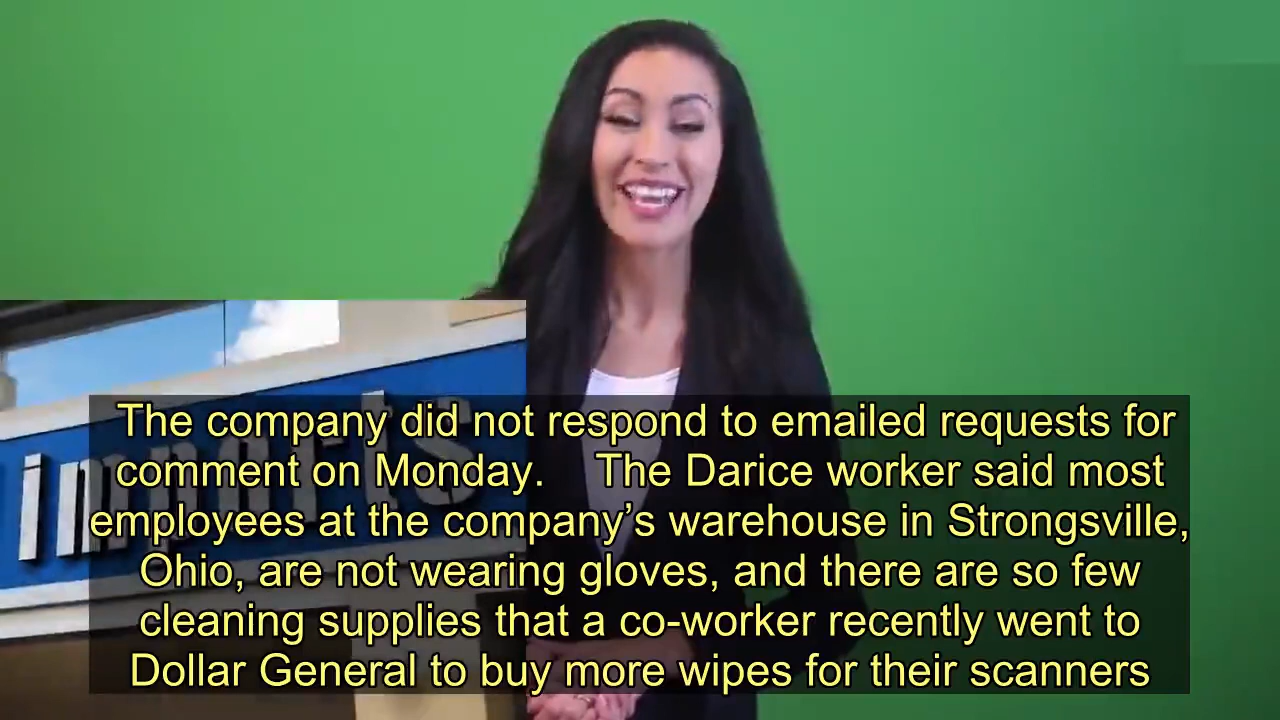 imports
The company did not respond to emailed requests for
comment on Monday. The Darice worker said most
employees at the company’s warehouse in Strongsville,
Ohio, are not wearing gloves, and there are so few
cleaning supplies that a co-worker recently went to
Dollar General to buy more wipes for their scanners